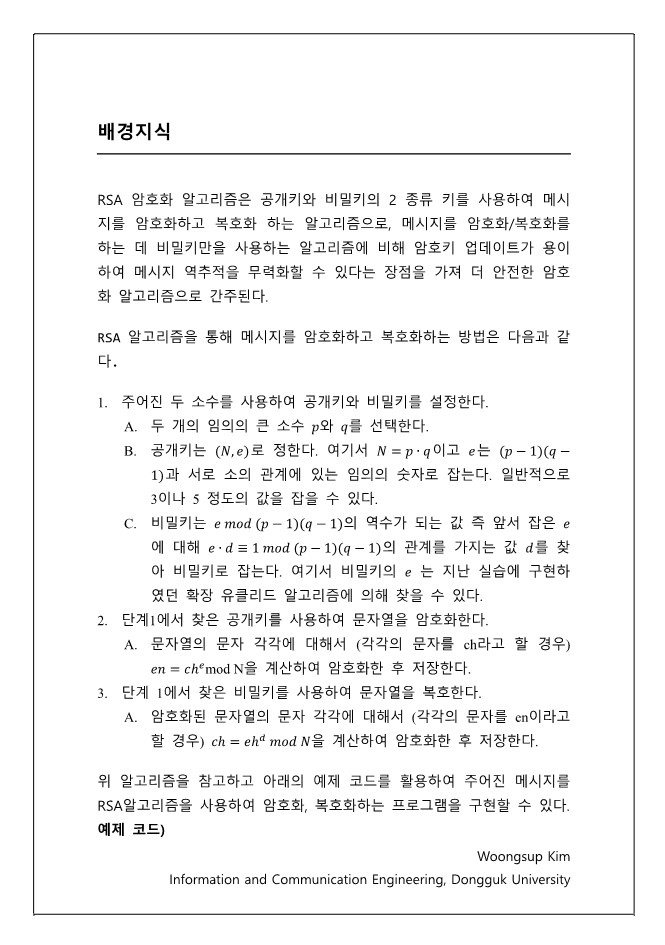 배경지식
RSA 암호화 알고리즘은 공개키와 비밀키의 2 종류 키를 사용하여 메시
지를 암호화하고 복호화 하는 알고리즘으로, 메시지를 암호화/복호화를
하는 데 비밀키만을 사용하는 알고리즘에 비해 암호키 업데이트가 용이
하여 메시지 역추적을 무력화할 수 있다는 장점을 가져 더 안전한 암호
화 알고리즘으로 간주된다.
RSA 알고리즘을 통해 메시지를 암호화하고 복호화하는 방법은 다음과 같
다.
1. 주어진 두 소수를 사용하여 공개키와 비밀키를 설정한다.
A. 두 개의 임의의 큰 소수 p와 q를 선택한다.
B. 공개키는 (N, e)로 정한다. 여기서 N = p · q이고 e는 (p − 1)(q −
1)과 서로 소의 관계에 있는 임의의 숫자로 잡는다. 일반적으로
3이나 5 정도의 값을 잡을 수 있다.
C. 비밀키는 e mod (p − 1)(q − 1)의 역수가 되는 값 즉 앞서 잡은 e
에 대해 e · d ≡ 1 mod (p − 1)(q − 1)의 관계를 가지는 값 d를 찾
아 비밀키로 잡는다. 여기서 비밀키의 e 는 지난 실습에 구현하
였던 확장 유클리드 알고리즘에 의해 찾을 수 있다.
2. 단계1에서 찾은 공개키를 사용하여 문자열을 암호화한다.
A. 문자열의 문자 각각에 대해서 (각각의 문자를 ch라고 할 경우)
en = chᵉmod N을 계산하여 암호화한 후 저장한다.
3. 단계 1에서 찾은 비밀키를 사용하여 문자열을 복호한다.
A. 암호화된 문자열의 문자 각각에 대해서 (각각의 문자를 en이라고
할 경우) ch = ehᵈ mod N을 계산하여 암호화한 후 저장한다.
위 알고리즘을 참고하고 아래의 예제 코드를 활용하여 주어진 메시지를
RSA알고리즘을 사용하여 암호화, 복호화하는 프로그램을 구현할 수 있다.
예제 코드)
Woongsup Kim
Information and Communication Engineering, Dongguk University